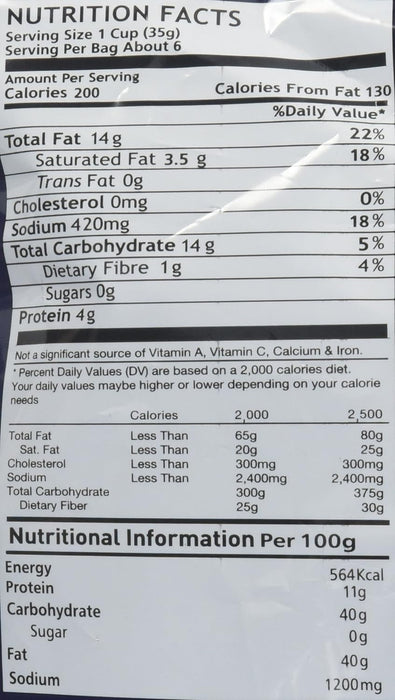 NUTRITION FACTS
Serving Size 1 Cup (35g)
Serving Per Bag About 6
Amount Per Serving
Calories 200 Calories From Fat 130
%Daily Value*
Total Fat 14g 22%
Saturated Fat 3.5 g 18%
Trans Fat 0g
Cholesterol 0mg 0%
Sodium 420mg 18%
Total Carbohydrate 14 g 5%
Dietary Fibre 1g 4%
Sugars 0g
Protein 4g
Not a significant source of Vitamin A, Vitamin C, Calcium & Iron.
* Percent Daily Values (DV) are based on a 2,000 calories diet.
Your daily values maybe higher or lower depending on your calorie
needs
Calories 2,000 2,500
Total Fat Less Than 65g 80g
Sat. Fat Less Than 20g 25g
Cholesterol Less Than 300mg 300mg
Sodium Less Than 2,400mg 2,400mg
Total Carbohydrate 300g 375g
Dietary Fiber 25g 30g
Nutritional Information Per 100g
Energy 564Kcal
Protein 11g
Carbohydrate 40g
Sugar 0g
Fat 40g
Sodium 1200mg